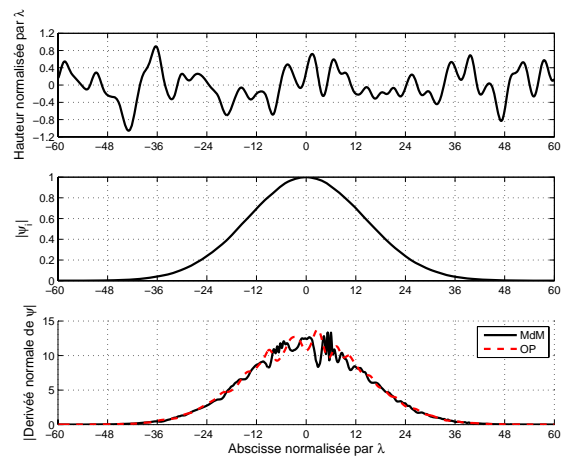 Hauteur normalisée par λ
1.2
0.8
0.4
0
−0.4
−0.8
−1.2
−60 −48 −36 −24 −12 0 12 24 36 48 60
|ψi|
1
0.8
0.6
0.4
0.2
0
−60 −48 −36 −24 −12 0 12 24 36 48 60
|Derivéé normale de ψ|
15
10
5
0
MdM
OP
−60 −48 −36 −24 −12 0 12 24 36 48 60
Abscisse normalisée par λ